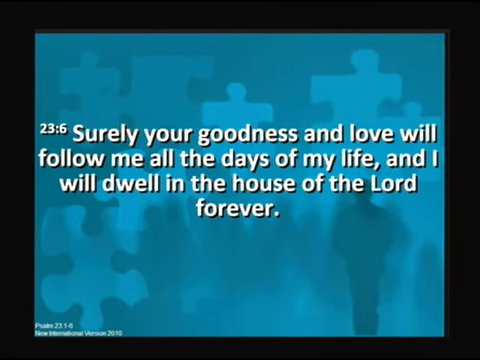 23:6 Surely your goodness and love will
follow me all the days of my life, and I
will dwell in the house of the Lord
forever.
Psalm 23:1-6
New International Version 2010